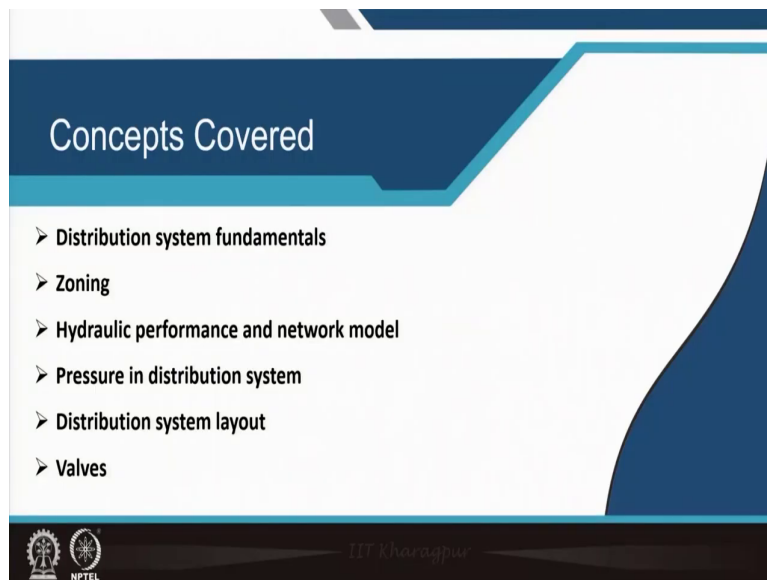 Concepts Covered
➢ Distribution system fundamentals
➢ Zoning
➢ Hydraulic performance and network model
➢ Pressure in distribution system
➢ Distribution system layout
➢ Valves
IIT Kharagpur
NPTEL